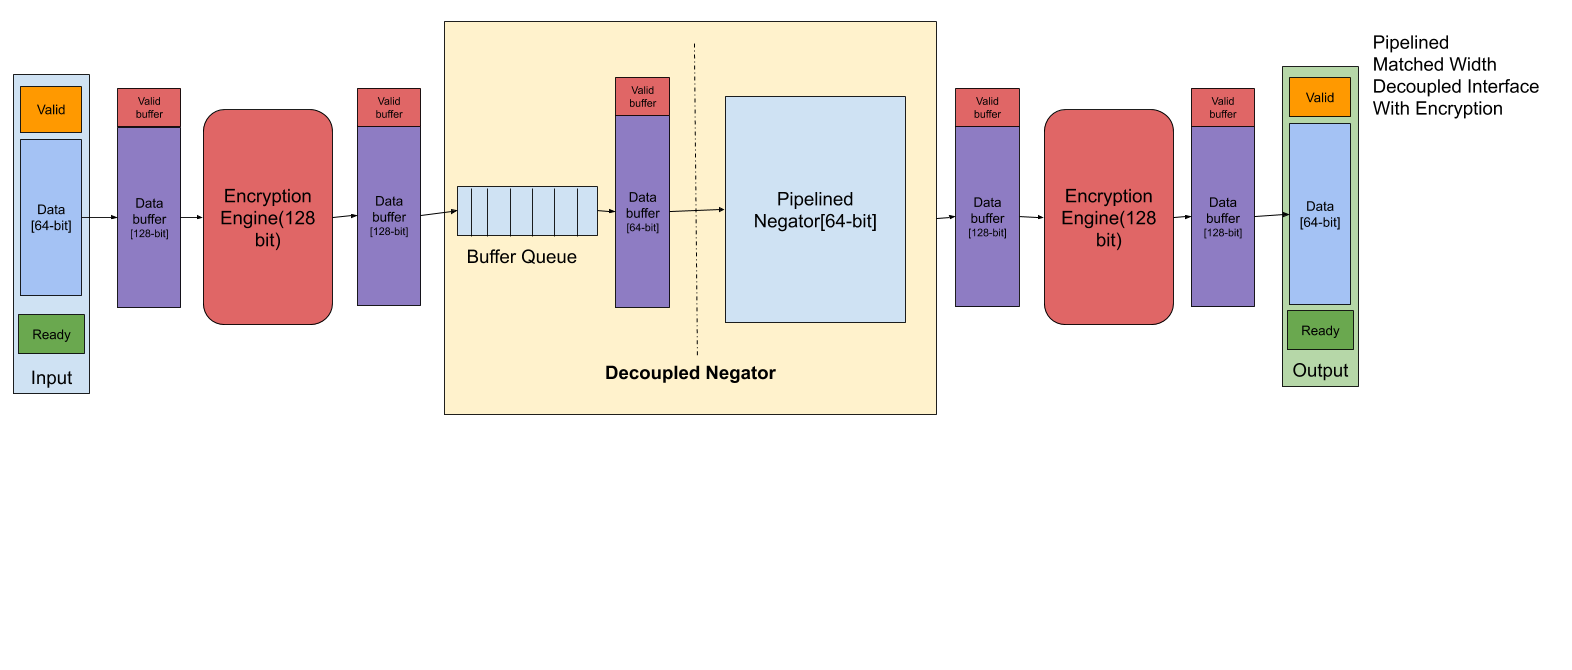 Pipelined
Matched Width
Decoupled Interface
With Encryption
Valid
Data
[64-bit]
Ready
Input
Valid
buffer
Data
buffer
[128-bit]
Encryption
Engine(128
bit)
Valid
buffer
Data
buffer
[128-bit]
Buffer Queue
Valid
buffer
Data
buffer
[64-bit]
Pipelined
Negator[64-bit]
Decoupled Negator
Valid
buffer
Data
buffer
[128-bit]
Encryption
Engine(128
bit)
Valid
buffer
Data
buffer
[128-bit]
Valid
Data
[64-bit]
Ready
Output